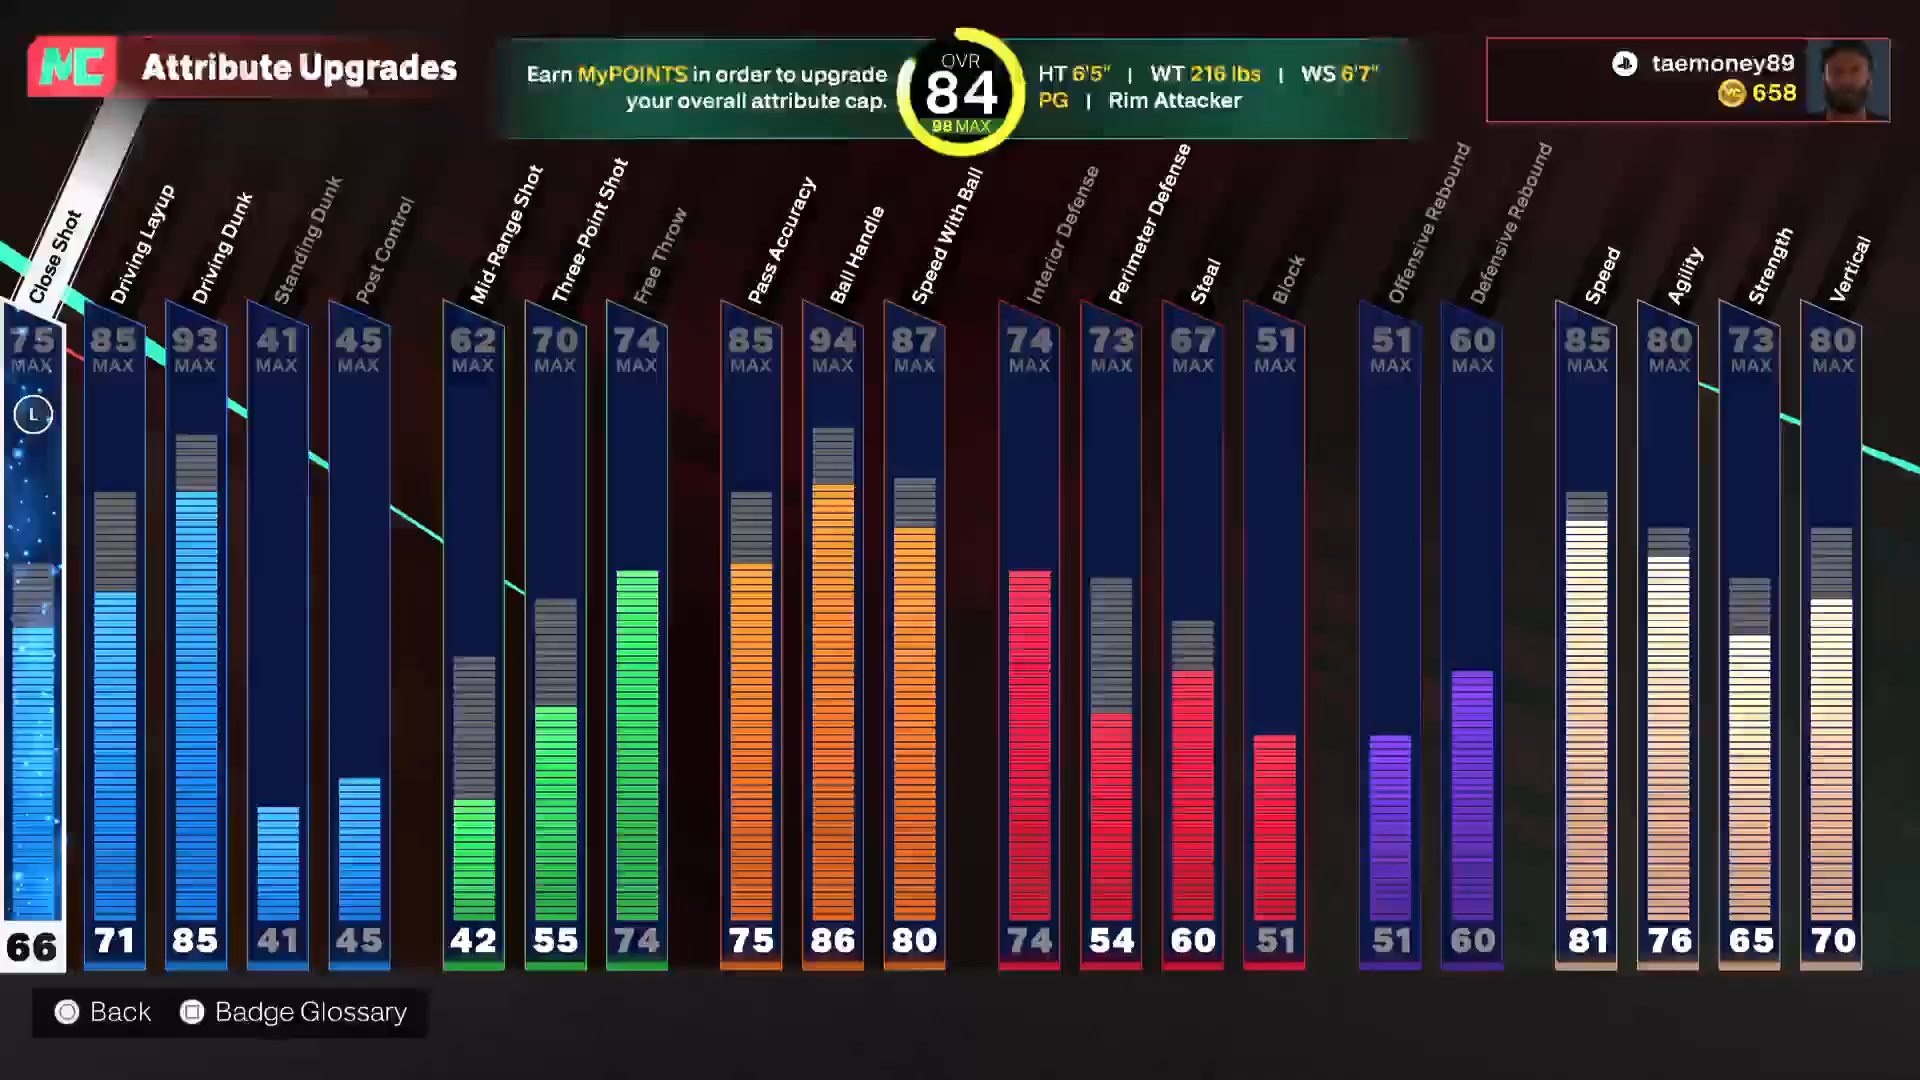 MC Attribute Upgrades
Earn MyPOINTS in order to upgrade
your overall attribute cap.
OVR
84
98 MAX
HT 6'5" | WT 216 lbs | WS 6'7"
PG | Rim Attacker
taemoney89
VC 658
Close Shot
Driving Layup
Driving Dunk
Standing Dunk
Post Control
Mid-Range Shot
Three-Point Shot
Free Throw
Pass Accuracy
Ball Handle
Speed With Ball
Interior Defense
Perimeter Defense
Steal
Block
Offensive Rebound
Defensive Rebound
Speed
Agility
Strength
Vertical
75 85 93 41 45 62 70 74 85 94 87 74 73 67 51 51 60 85 80 73 80
MAX MAX MAX MAX MAX MAX MAX MAX MAX MAX MAX MAX MAX MAX MAX MAX MAX MAX MAX MAX MAX
L
66 71 85 41 45 42 55 74 75 86 80 74 54 60 51 51 60 81 76 65 70
Back Badge Glossary